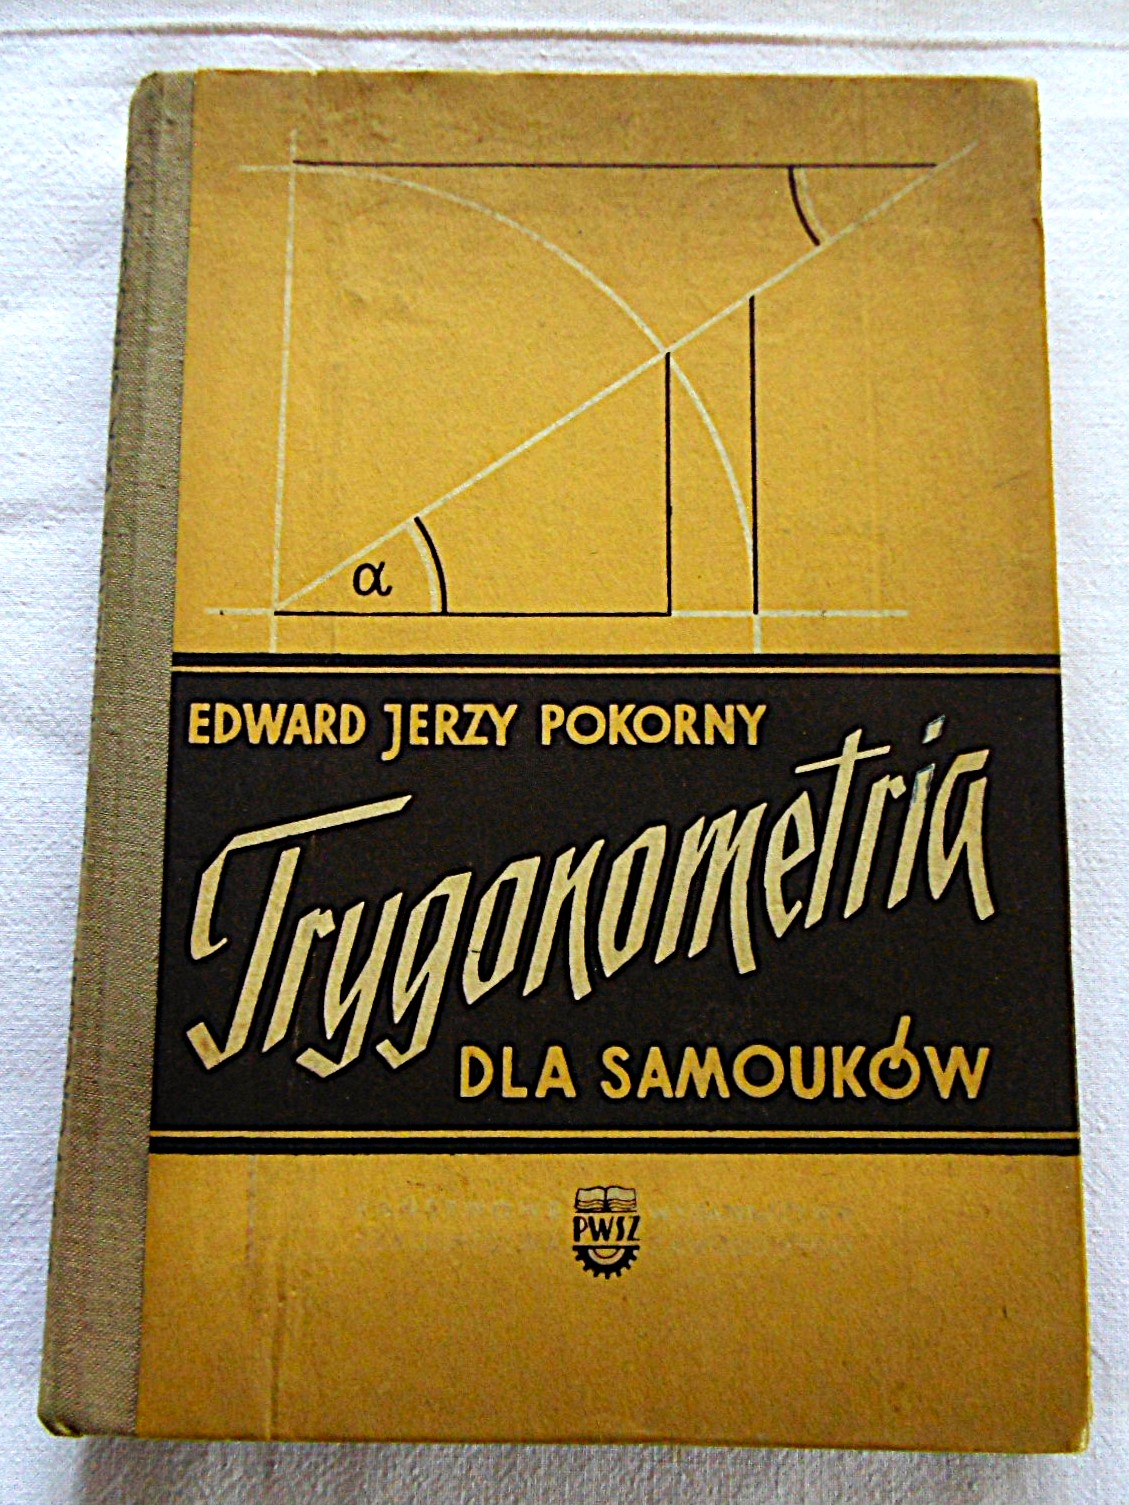 α
EDWARD JERZY POKORNY
Trygonometria
DLA SAMOUKÓW
PWSZ